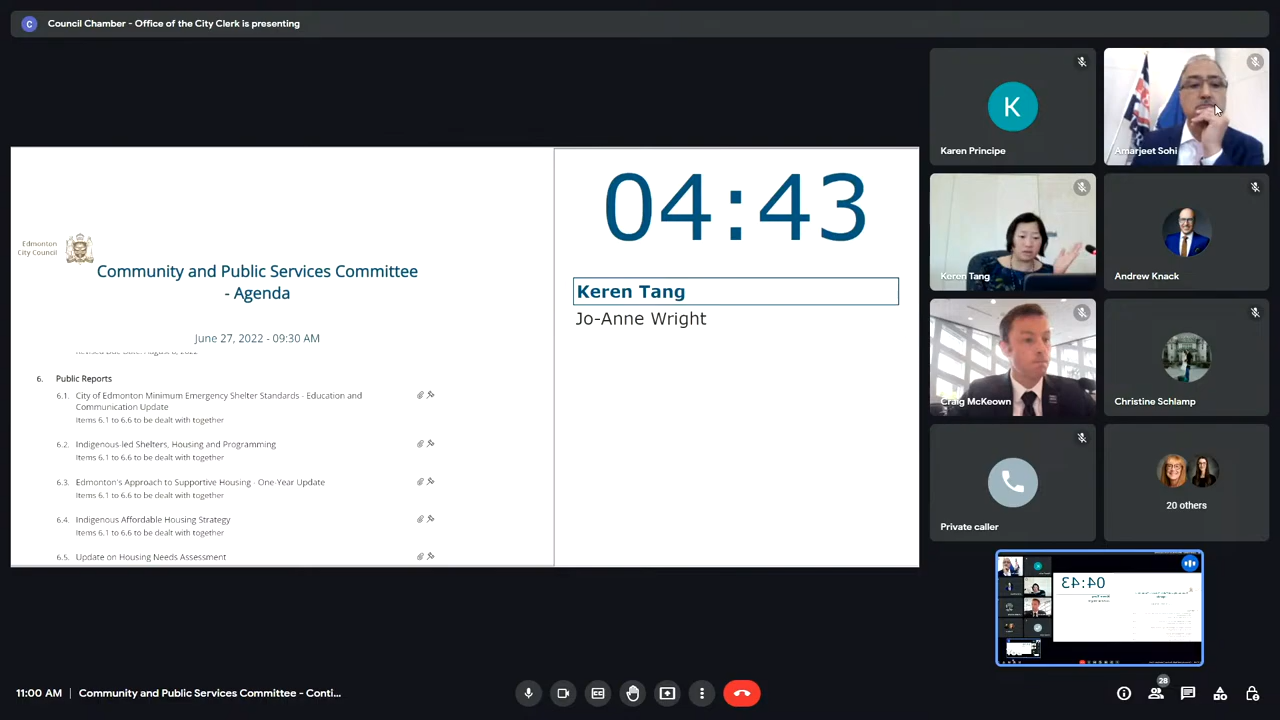 C Council Chamber - Office of the City Clerk is presenting
Edmonton
City Council
Community and Public Services Committee
- Agenda
June 27, 2022 - 09:30 AM
6. Public Reports
6.1. City of Edmonton Minimum Emergency Shelter Standards - Education and
Communication Update
Items 6.1 to 6.6 to be dealt with together
6.2. Indigenous-led Shelters, Housing and Programming
Items 6.1 to 6.6 to be dealt with together
6.3. Edmonton's Approach to Supportive Housing - One-Year Update
Items 6.1 to 6.6 to be dealt with together
6.4. Indigenous Affordable Housing Strategy
Items 6.1 to 6.6 to be dealt with together
6.5. Update on Housing Needs Assessment
04:43
Keren Tang
Jo-Anne Wright
K
Karen Principe
Amarjeet Sohi
Keren Tang
Andrew Knack
Craig McKeown
Christine Schlamp
Private caller
20 others
04:43
11:00 AM | Community and Public Services Committee - Conti...
28